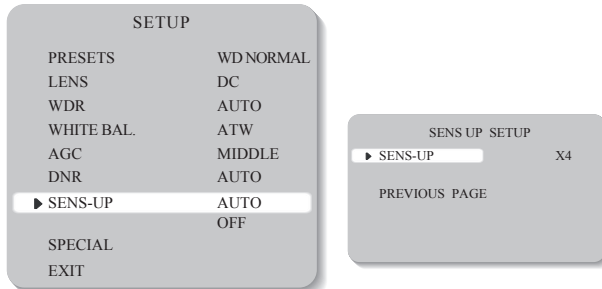 SETUP
PRESETS WD NORMAL
LENS DC
WDR AUTO
WHITE BAL. ATW
AGC MIDDLE
DNR AUTO
SENS-UP AUTO
OFF
SPECIAL
EXIT
SENS UP SETUP
SENS-UP X4
PREVIOUS PAGE